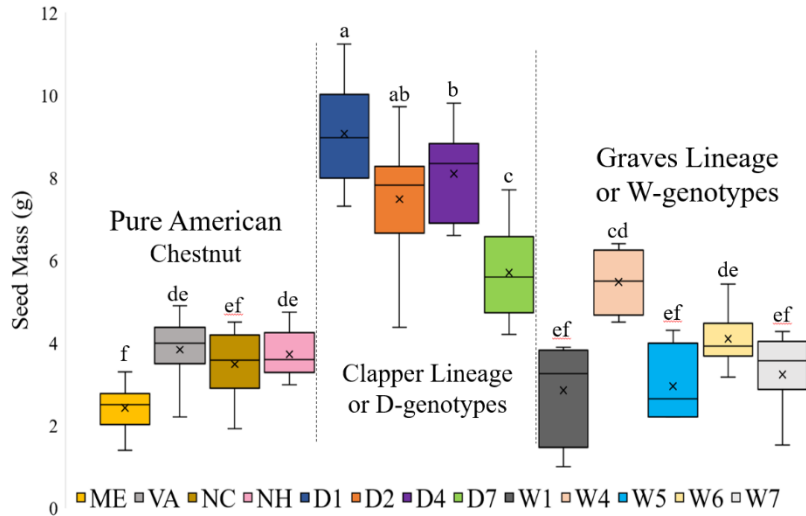 12
10
8
6
4
2
0
Seed Mass (g)
Pure American
Chestnut
Clapper Lineage
or D-genotypes
Graves Lineage
or W-genotypes
f
de
ef
de
a
ab
b
c
ef
cd
ef
de
ef
ME VA NC NH D1 D2 D4 D7 W1 W4 W5 W6 W7